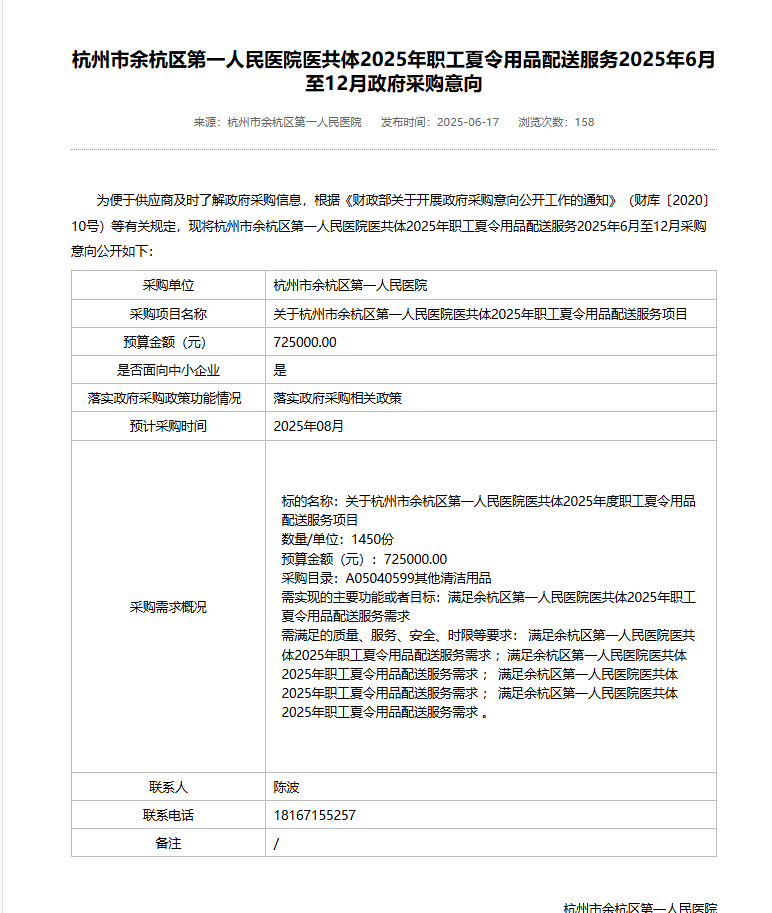 杭州市余杭区第一人民医院医共体2025年职工夏令用品配送服务2025年6月
至12月政府采购意向
来源：杭州市余杭区第一人民医院 发布时间：2025-06-17 浏览次数：158
为便于供应商及时了解政府采购信息，根据《财政部关于开展政府采购意向公开工作的通知》（财库〔2020〕
10号）等有关规定，现将杭州市余杭区第一人民医院医共体2025年职工夏令用品配送服务2025年6月至12月采购
意向公开如下：
采购单位 杭州市余杭区第一人民医院
采购项目名称 关于杭州市余杭区第一人民医院医共体2025年职工夏令用品配送服务项目
预算金额（元） 725000.00
是否面向中小企业 是
落实政府采购政策功能情况 落实政府采购相关政策
预计采购时间 2025年08月
采购需求概况
标的名称：关于杭州市余杭区第一人民医院医共体2025年度职工夏令用品
配送服务项目
数量/单位：1450份
预算金额（元）：725000.00
采购目录：A05040599其他清洁用品
需实现的主要功能或者目标：满足余杭区第一人民医院医共体2025年职工
夏令用品配送服务需求
需满足的质量、服务、安全、时限等要求： 满足余杭区第一人民医院医共
体2025年职工夏令用品配送服务需求 ；满足余杭区第一人民医院医共体
2025年职工夏令用品配送服务需求 ； 满足余杭区第一人民医院医共体
2025年职工夏令用品配送服务需求 ； 满足余杭区第一人民医院医共体
2025年职工夏令用品配送服务需求 。
联系人 陈波
联系电话 18167155257
备注 /
杭州市余杭区第一人民医院